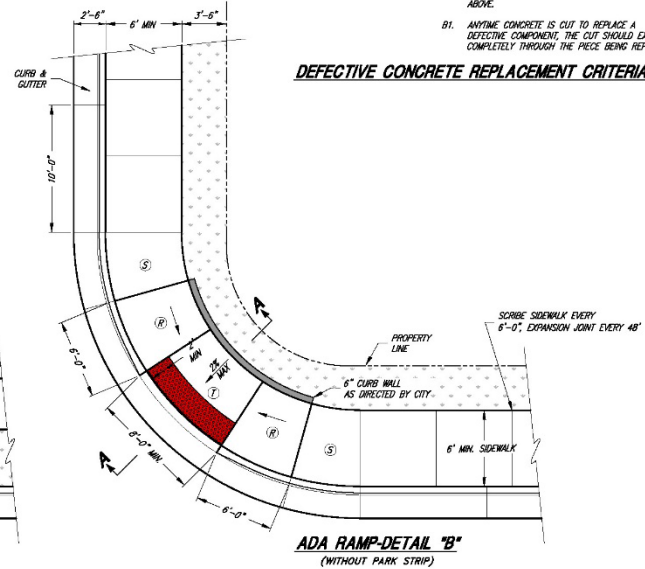 ABOVE.
B1. ANYTIME CONCRETE IS CUT TO REPLACE A
DEFECTIVE COMPONENT, THE CUT SHOULD
COMPLETELY THROUGH THE PIECE BEING
DEFECTIVE CONCRETE REPLACEMENT CRITERIA
2'-6"
6' MIN
3'-6"
CURB &
GUTTER
10'-0"
S
R
A
2'
MIN
2%
MAX
T
6'-0"
PROPERTY
LINE
SCRIBE SIDEWALK EVERY
6'-0", EXPANSION JOINT EVERY 48'
6" CURB WALL
AS DIRECTED BY CITY
R
S
6' MIN. SIDEWALK
MIN.
A
6'-0"
ADA RAMP-DETAIL "B"
(WITHOUT PARK STRIP)